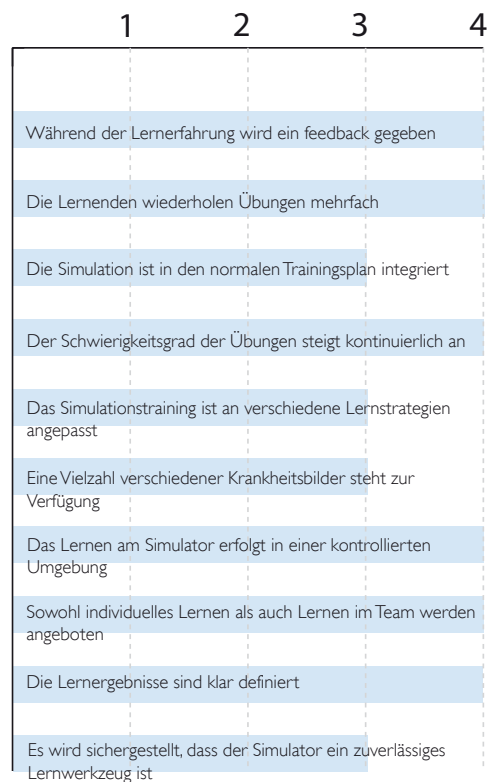 1 2 3 4
Während der Lernerfahrung wird ein feedback gegeben
Die Lernenden wiederholen Übungen mehrfach
Die Simulation ist in den normalen Trainingsplan integriert
Der Schwierigkeitsgrad der Übungen steigt kontinuierlich an
Das Simulationstraining ist an verschiedene Lernstrategien
angepasst
Eine Vielzahl verschiedener Krankheitsbilder steht zur
Verfügung
Das Lernen am Simulator erfolgt in einer kontrollierten
Umgebung
Sowohl individuelles Lernen als auch Lernen im Team werden
angeboten
Die Lernergebnisse sind klar definiert
Es wird sichergestellt, dass der Simulator ein zuverlässiges
Lernwerkzeug ist